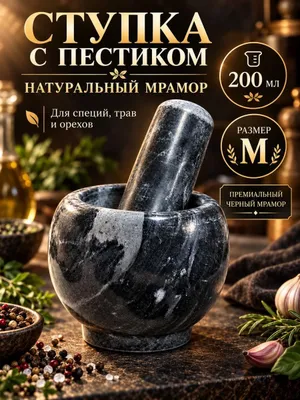 СТУПКА
С ПЕСТИКОМ
НАТУРАЛЬНЫЙ МРАМОР
Для специй, трав
и орехов
200 мл
РАЗМЕР
M
ПРЕМИАЛЬНЫЙ
ЧЕРНЫЙ МРАМОР